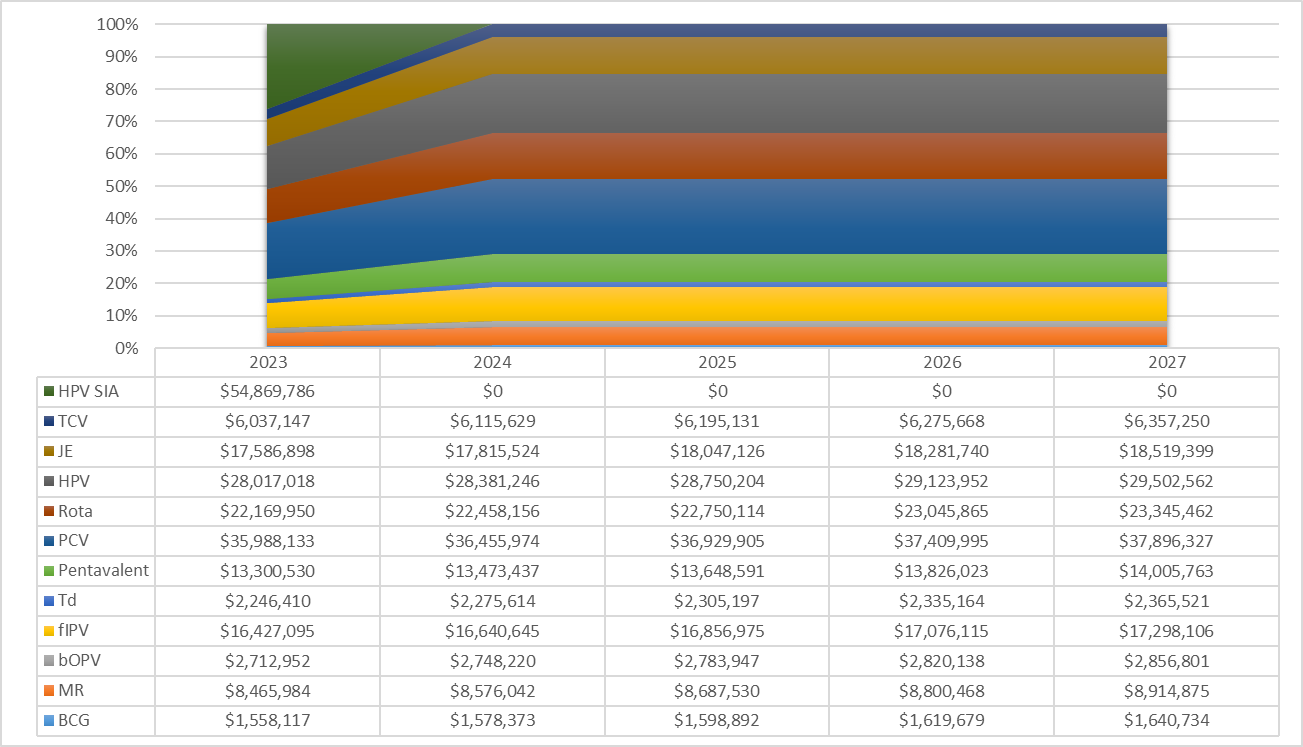 100%
90%
80%
70%
60%
50%
40%
30%
20%
10%
0%
2023 2024 2025 2026 2027
HPV SIA $54,869,786 $0 $0 $0 $0
TCV $6,037,147 $6,115,629 $6,195,131 $6,275,668 $6,357,250
JE $17,586,898 $17,815,524 $18,047,126 $18,281,740 $18,519,399
HPV $28,017,018 $28,381,246 $28,750,204 $29,123,952 $29,502,562
Rota $22,169,950 $22,458,156 $22,750,114 $23,045,865 $23,345,462
PCV $35,988,133 $36,455,974 $36,929,905 $37,409,995 $37,896,327
Pentavalent $13,300,530 $13,473,437 $13,648,591 $13,826,023 $14,005,763
Td $2,246,410 $2,275,614 $2,305,197 $2,335,164 $2,365,521
fIPV $16,427,095 $16,640,645 $16,856,975 $17,076,115 $17,298,106
bOPV $2,712,952 $2,748,220 $2,783,947 $2,820,138 $2,856,801
MR $8,465,984 $8,576,042 $8,687,530 $8,800,468 $8,914,875
BCG $1,558,117 $1,578,373 $1,598,892 $1,619,679 $1,640,734